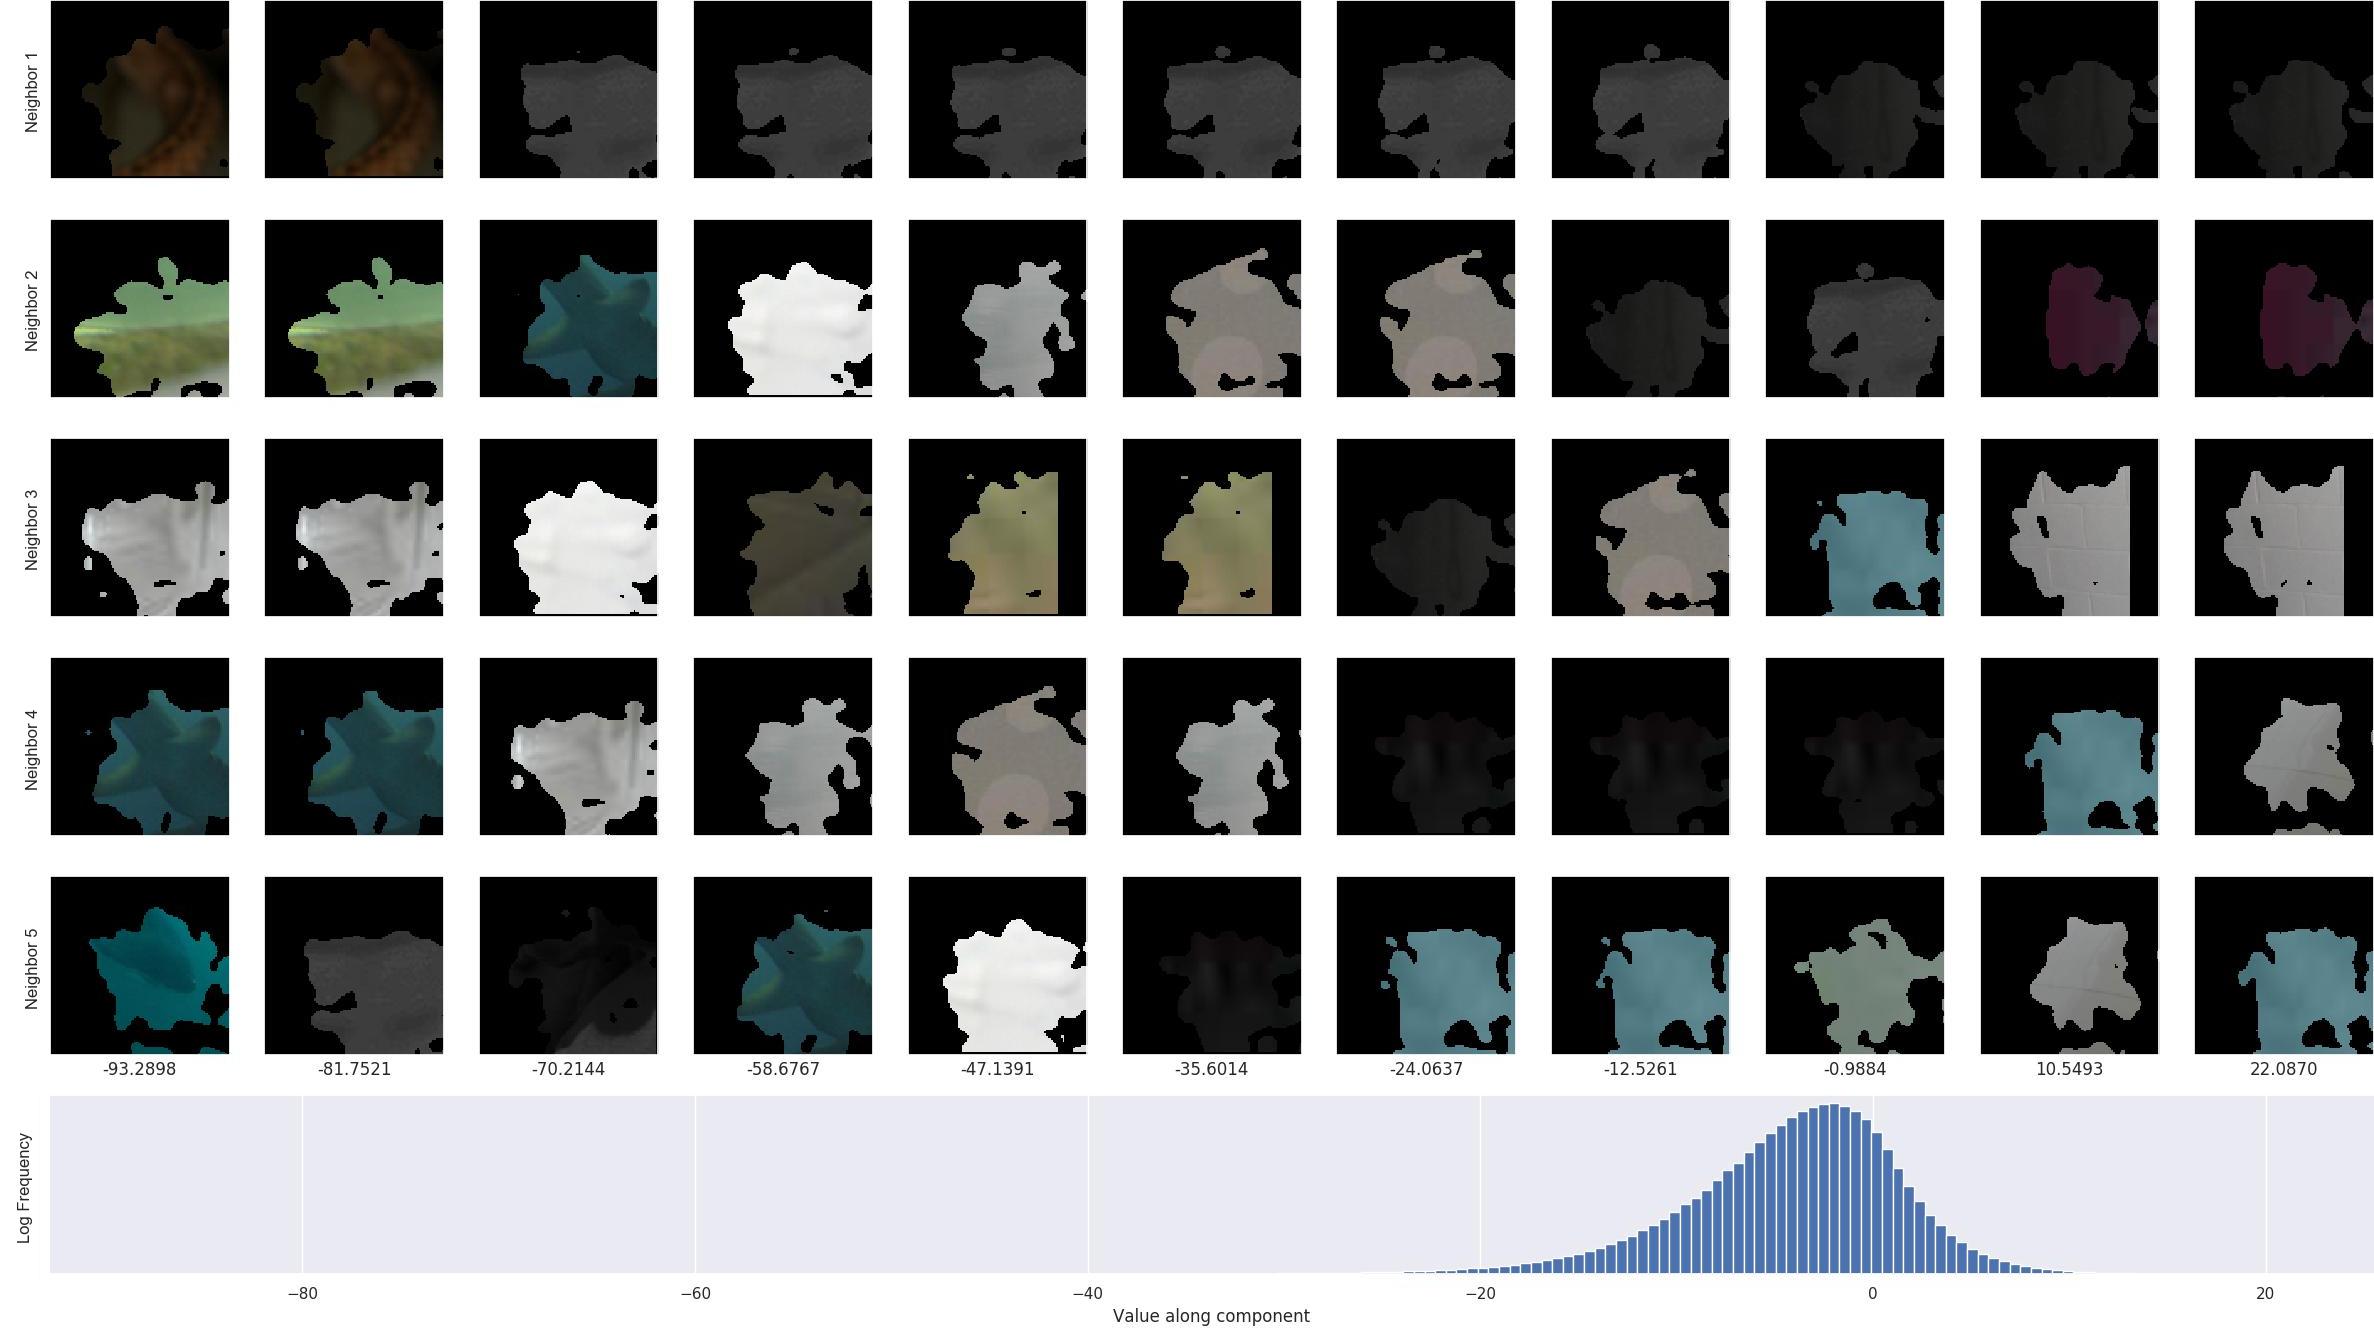 Neighbor 1
Neighbor 2
Neighbor 3
Neighbor 4
Neighbor 5
-93.2898 -81.7521 -70.2144 -58.6767 -47.1391 -35.6014 -24.0637 -12.5261 -0.9884 10.5493 22.0870
Log Frequency
−80 −60 −40 −20 0 20
Value along component